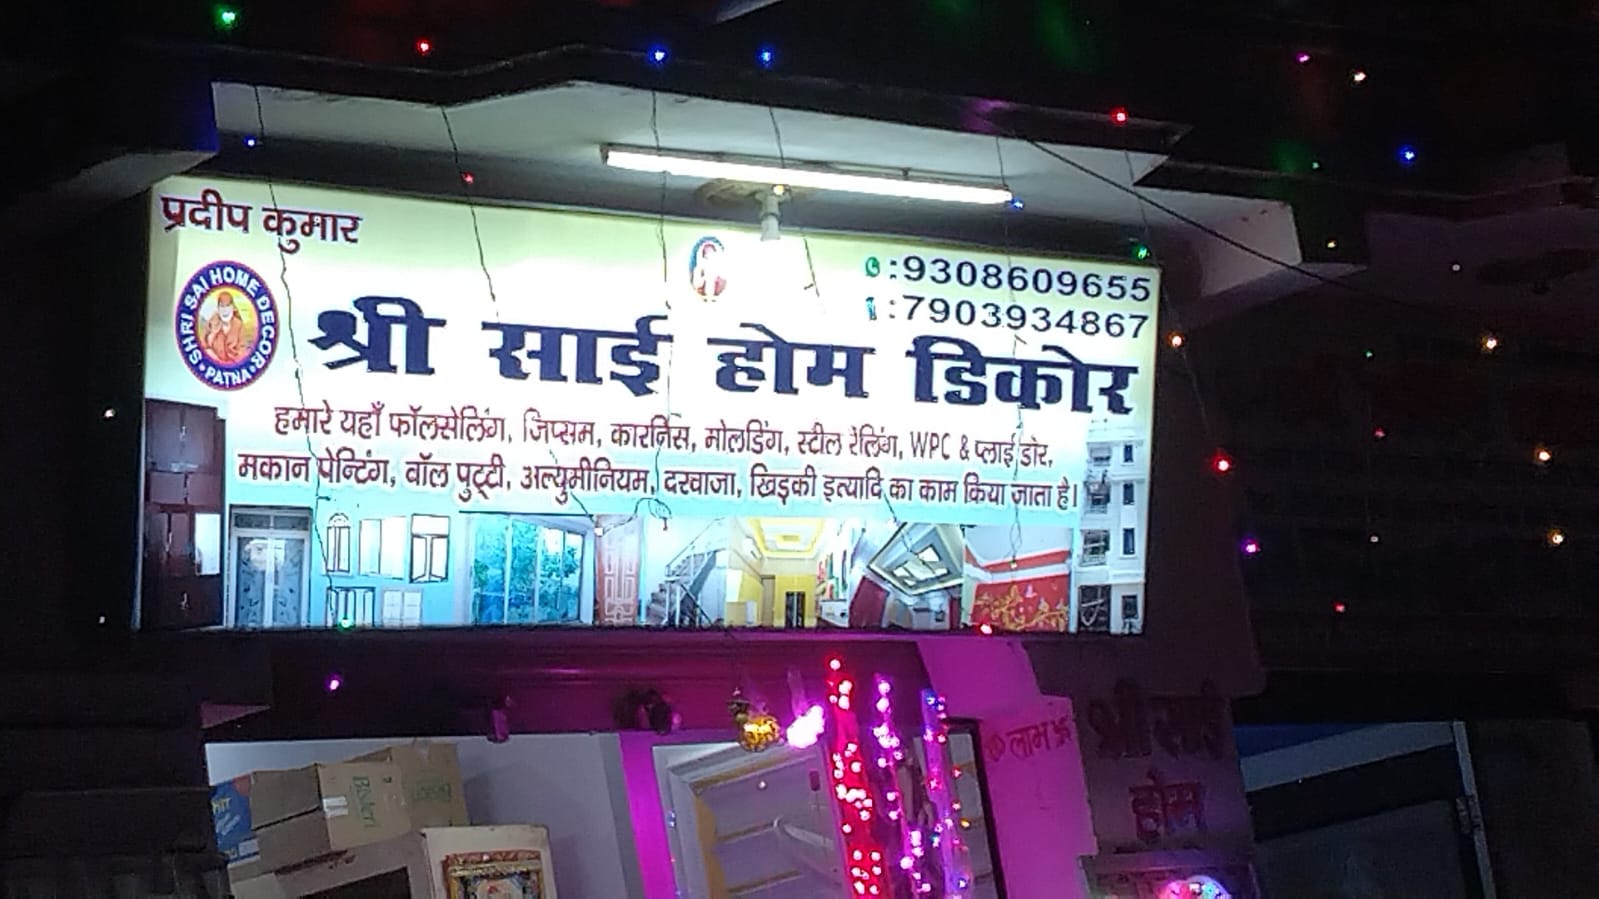 प्रदीप कुमार
:9308609655
:7903934867
SHRI SAI HOME DECOR
PATNA
श्री साई होम डिकोर
हमारे यहाँ फॉलसेलिंग, जिप्सम, कारनिस, मोलडिंग, स्टील रेलिंग, WPC & प्लाई डोर,
मकान पेन्टिंग, वॉल पुट्टी, अल्युमीनियम, दरवाजा, खिड़की इत्यादि का काम किया जाता है।
लाभ
श्री साई
होम